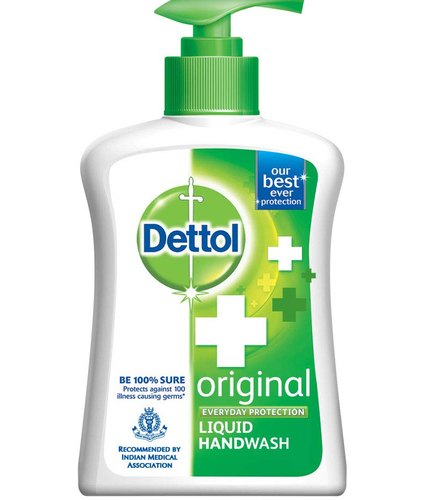 our
best
ever
protection
Dettol
BE 100% SURE
Protects against 100
illness causing germs*
original
EVERYDAY PROTECTION
LIQUID
HANDWASH
RECOMMENDED BY
INDIAN MEDICAL
ASSOCIATION